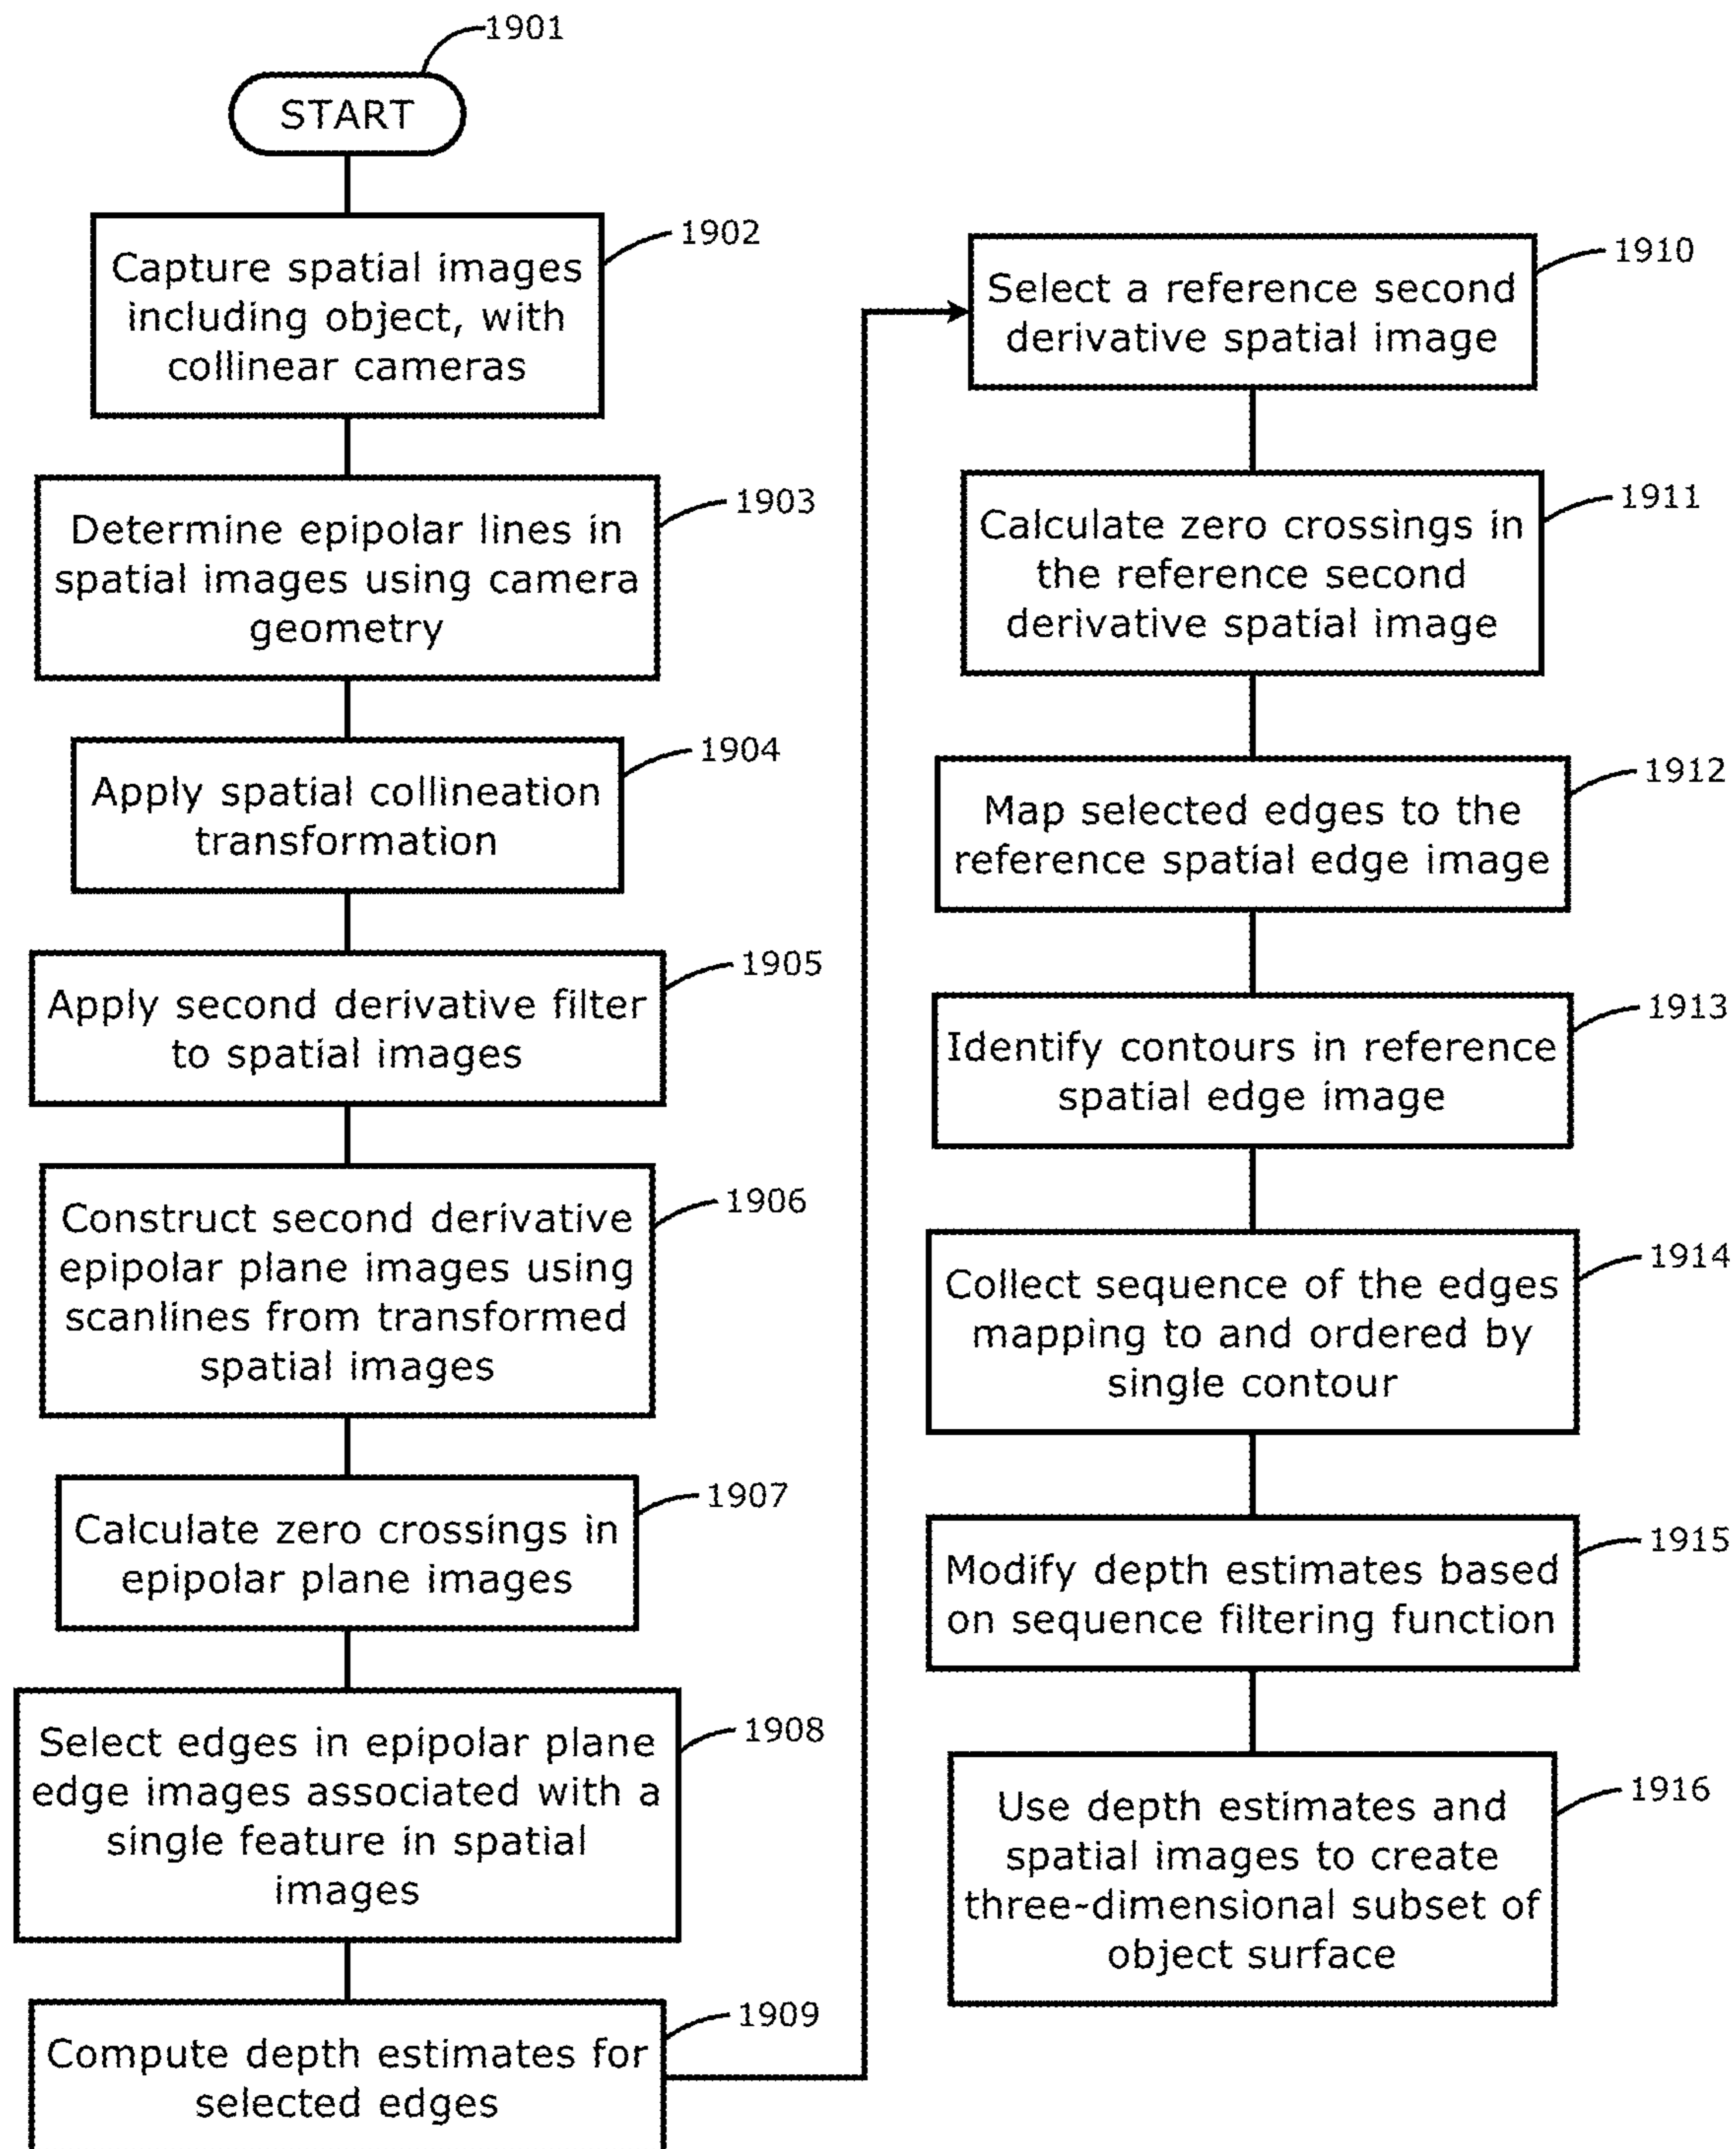 1901
START
1902
Capture spatial images
including object, with
collinear cameras
1903
Determine epipolar lines in
spatial images using camera
geometry
1904
Apply spatial collineation
transformation
1905
Apply second derivative filter
to spatial images
1906
Construct second derivative
epipolar plane images using
scanlines from transformed
spatial images
1907
Calculate zero crossings in
epipolar plane images
1908
Select edges in epipolar plane
edge images associated with a
single feature in spatial
images
1909
Compute depth estimates for
selected edges
1910
Select a reference second
derivative spatial image
1911
Calculate zero crossings in
the reference second
derivative spatial image
1912
Map selected edges to the
reference spatial edge image
1913
Identify contours in reference
spatial edge image
1914
Collect sequence of the edges
mapping to and ordered by
single contour
1915
Modify depth estimates based
on sequence filtering function
1916
Use depth estimates and
spatial images to create
three-dimensional subset of
object surface